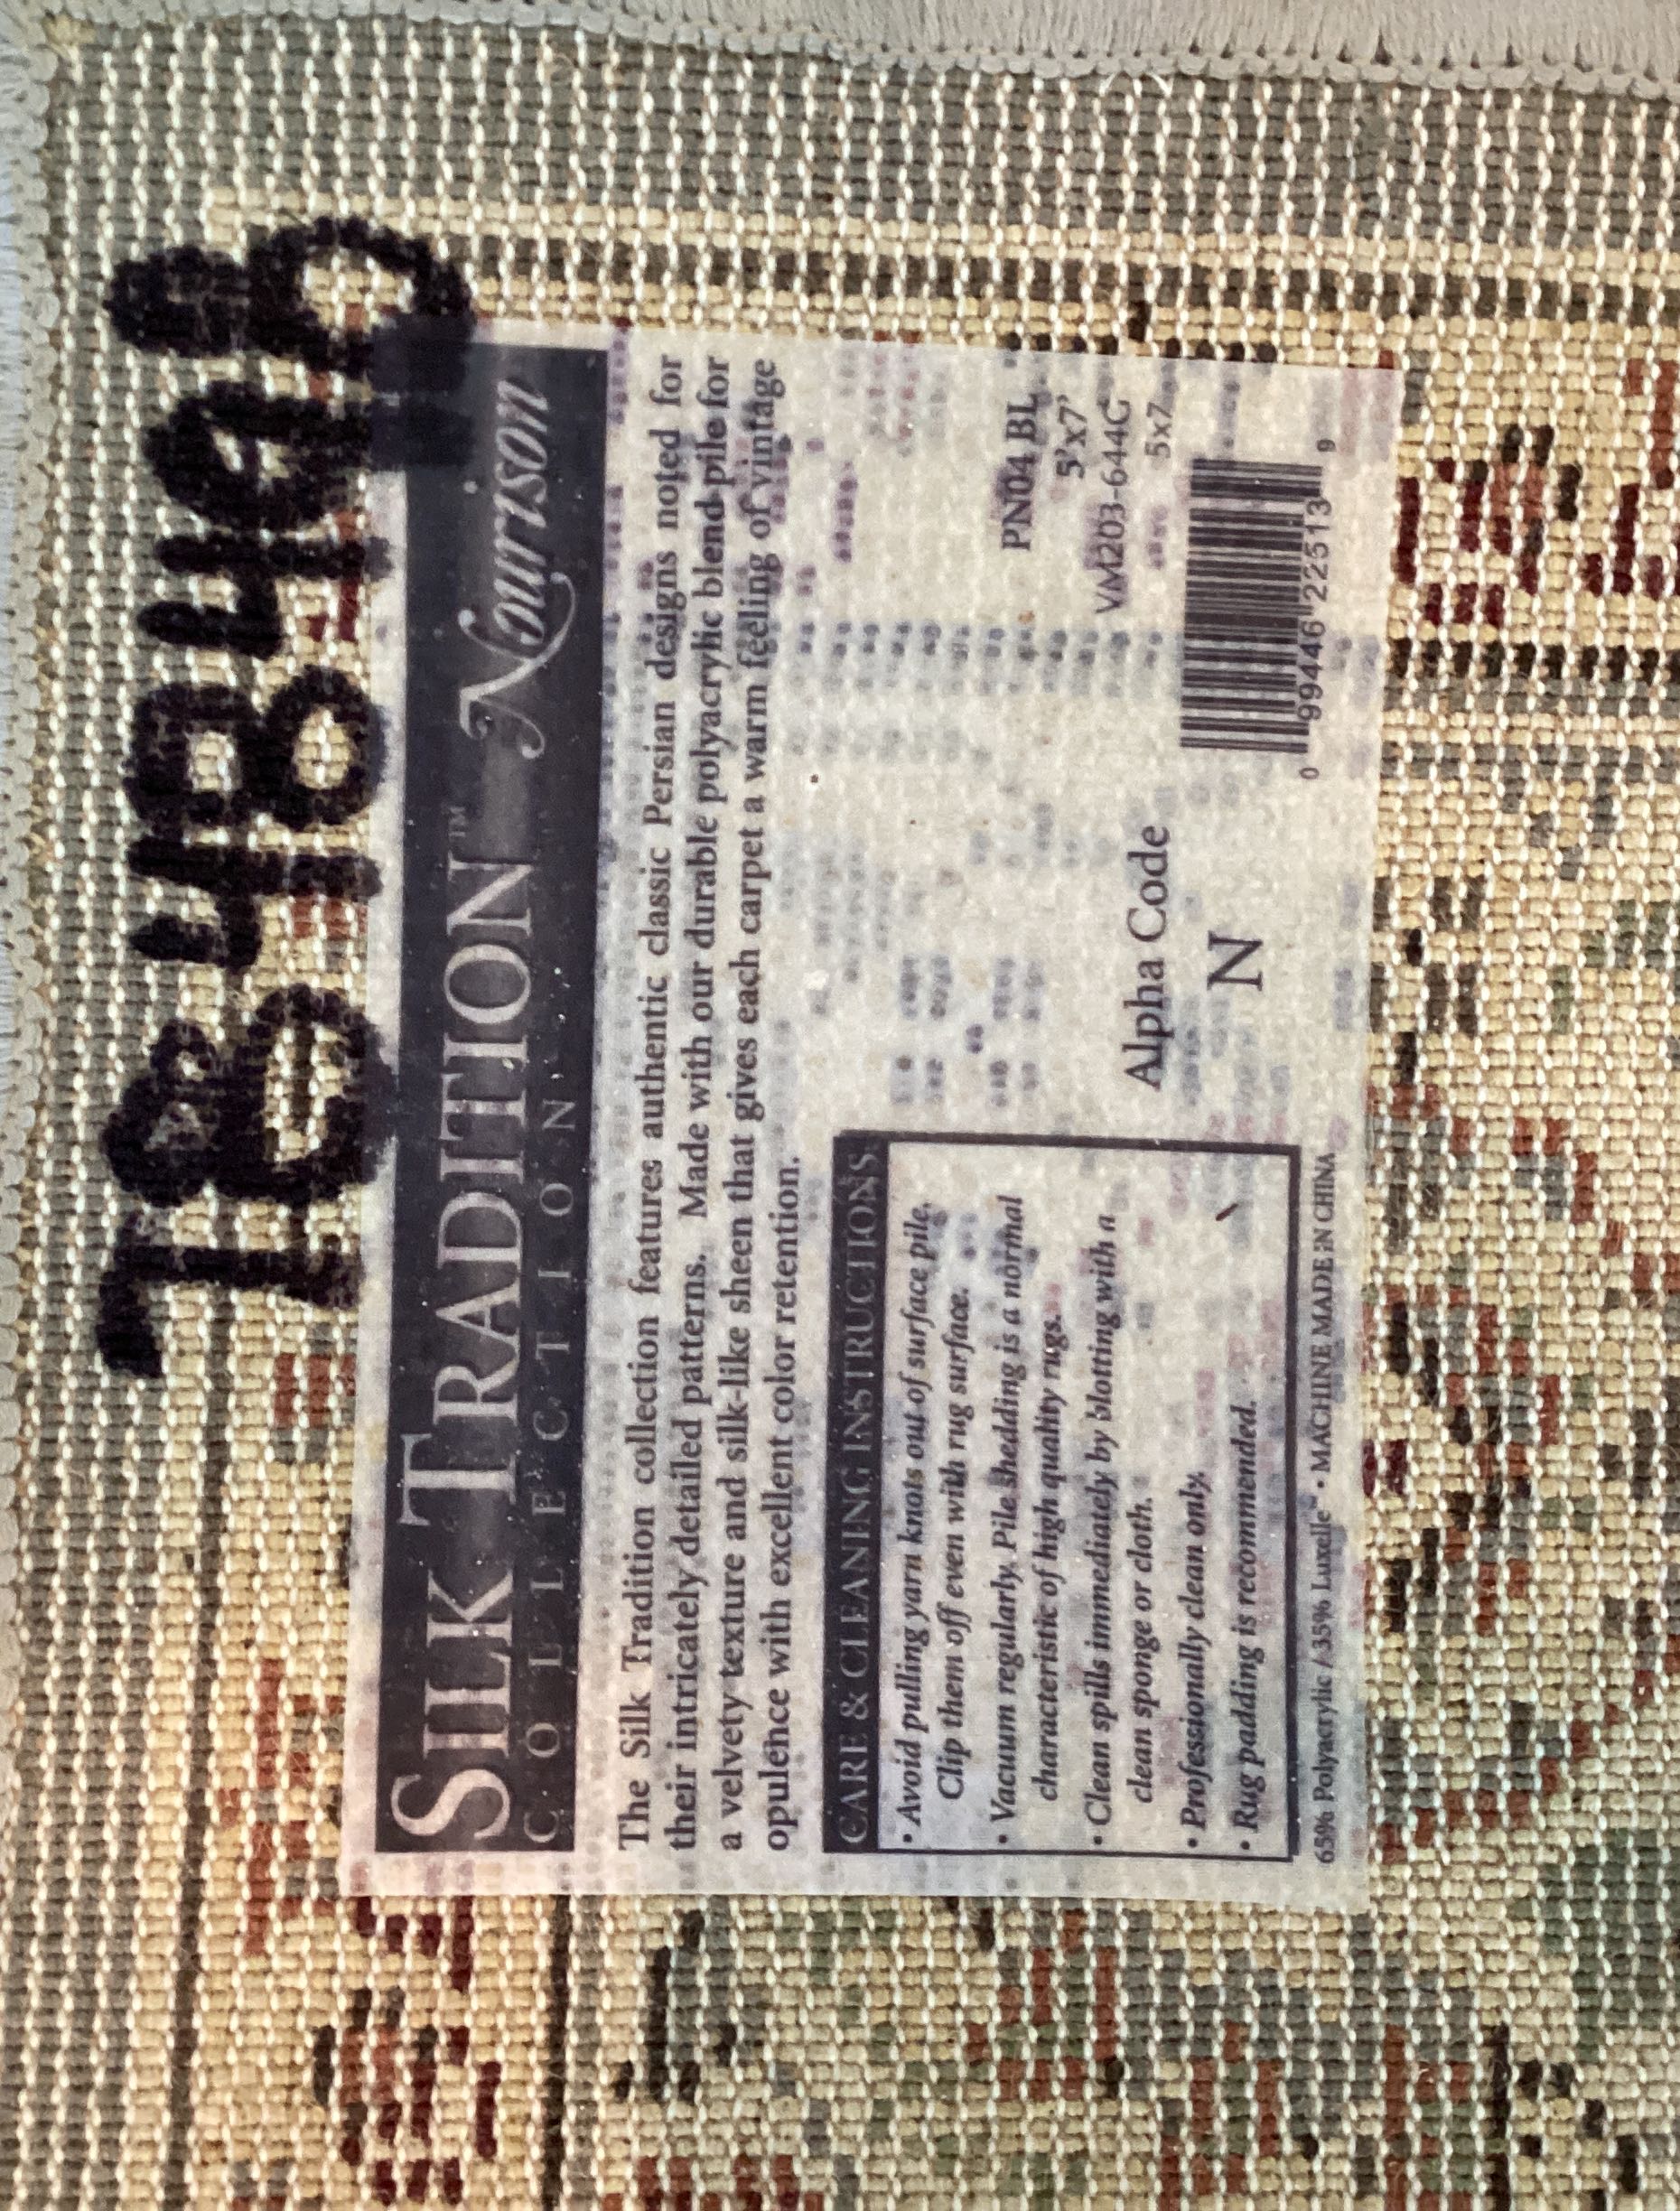 SILK TRADITION™ Nourison
COLLECTION
The Silk Tradition collection features authentic classic Persian designs noted for
their intricately detailed patterns. Made with our durable polyacrylic blend pile for
a velvety texture and silk-like sheen that gives each carpet a warm feeling of vintage
opulence with excellent color retention.
CARE & CLEANING INSTRUCTIONS
• Avoid pulling yarn knots out of surface pile.
Clip them off even with rug surface.
• Vacuum regularly. Pile shedding is a normal
characteristic of high quality rugs.
• Clean spills immediately by blotting with a
clean sponge or cloth.
• Professionally clean only.
• Rug padding is recommended.
65% Polyacrylic / 35% Luxelle™ • MACHINE MADE IN CHINA
Alpha Code
N
PN04 BL
5'x7'
VM203-644G
5x7
0 99446 22513 9